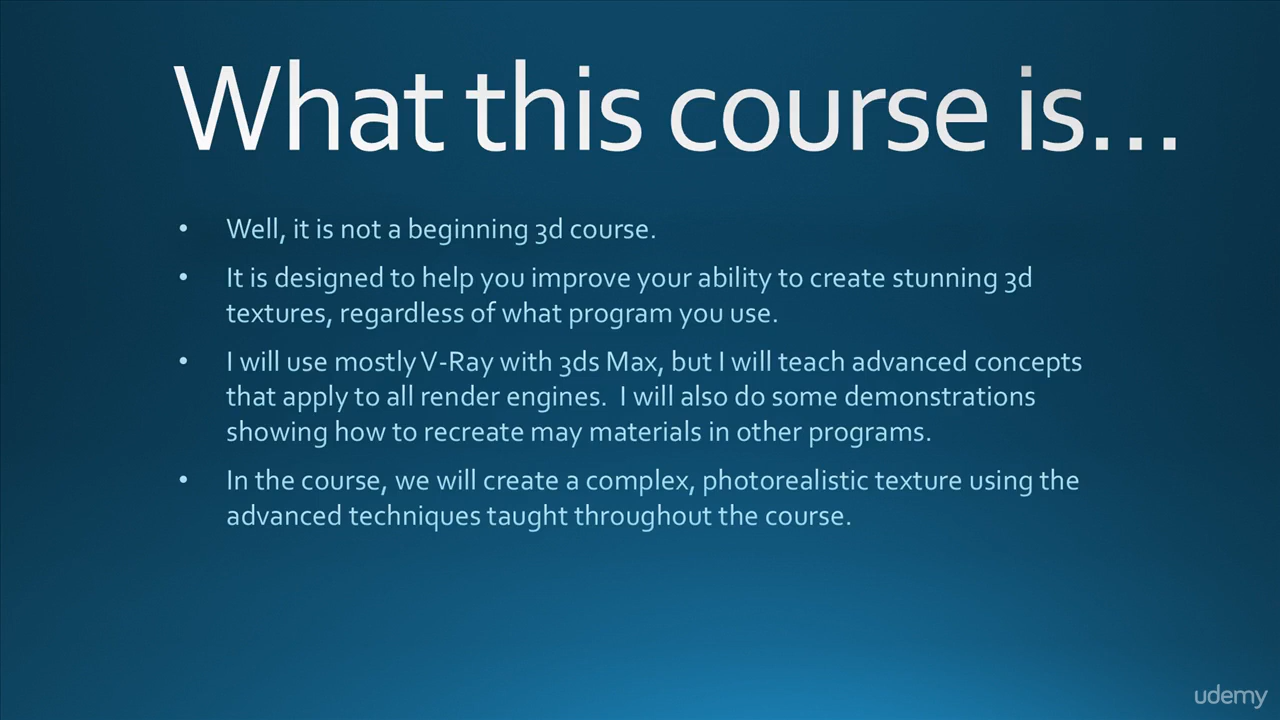 What this course is...
• Well, it is not a beginning 3d course.
• It is designed to help you improve your ability to create stunning 3d
textures, regardless of what program you use.
• I will use mostly V-Ray with 3ds Max, but I will teach advanced concepts
that apply to all render engines.  I will also do some demonstrations
showing how to recreate may materials in other programs.
• In the course, we will create a complex, photorealistic texture using the
advanced techniques taught throughout the course.
udemy